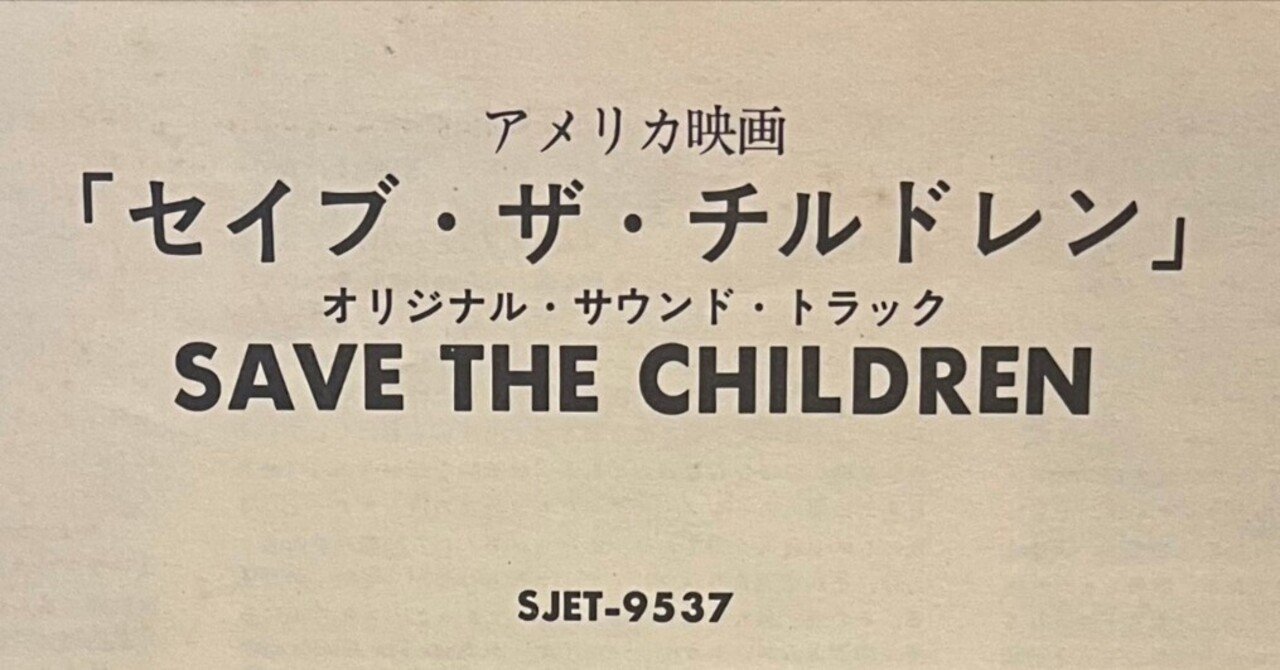 アメリカ映画
「セイブ・ザ・チルドレン」
オリジナル・サウンド・トラック
SAVE THE CHILDREN
SJET-9537